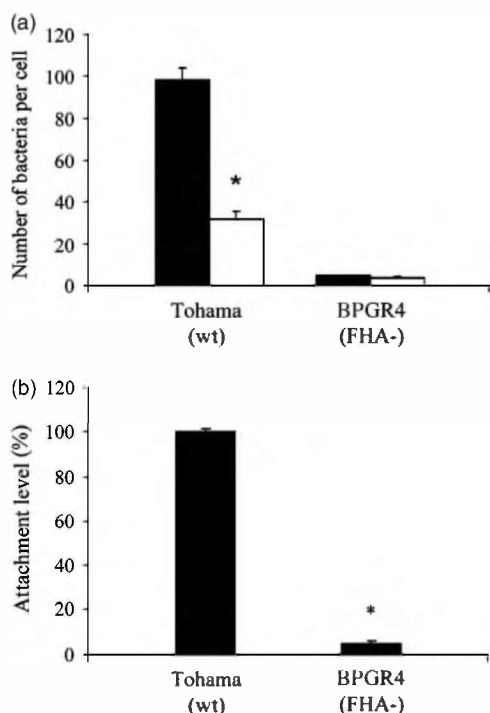 (a)
120
100
80
60
40
20
0
Number of bacteria per cell
*
Tohama
(wt)
BPGR4
(FHA-)
(b)
120
100
80
60
40
20
0
Attachment level (%)
*
Tohama
(wt)
BPGR4
(FHA-)